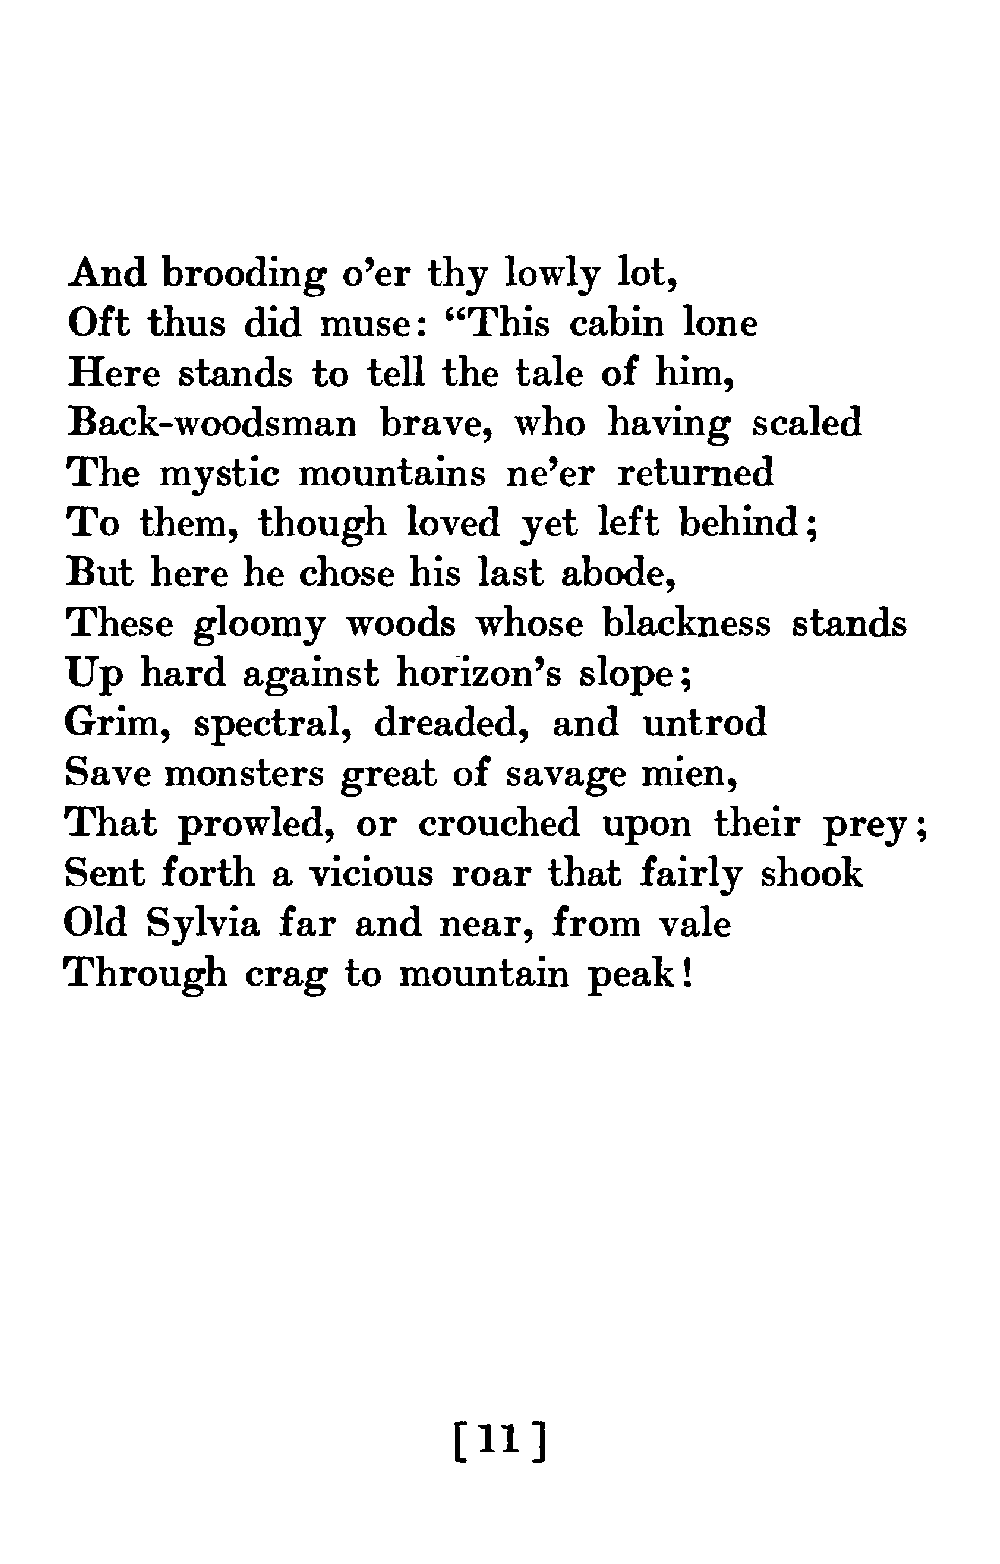 And brooding o'er thy lowly lot,
Oft thus did muse: “This cabin lone
Here stands to tell the tale of him,
Back-woodsman brave, who having scaled
The mystic mountains ne'er returned
To them, though loved yet left behind;
But here he chose his last abode,
These gloomy woods whose blackness stands
Up hard against horizon's slope;
Grim, spectral, dreaded, and untrod
Save monsters great of savage mien,
That prowled, or crouched upon their prey;
Sent forth a vicious roar that fairly shook
Old Sylvia far and near, from vale
Through crag to mountain peak!
[11]